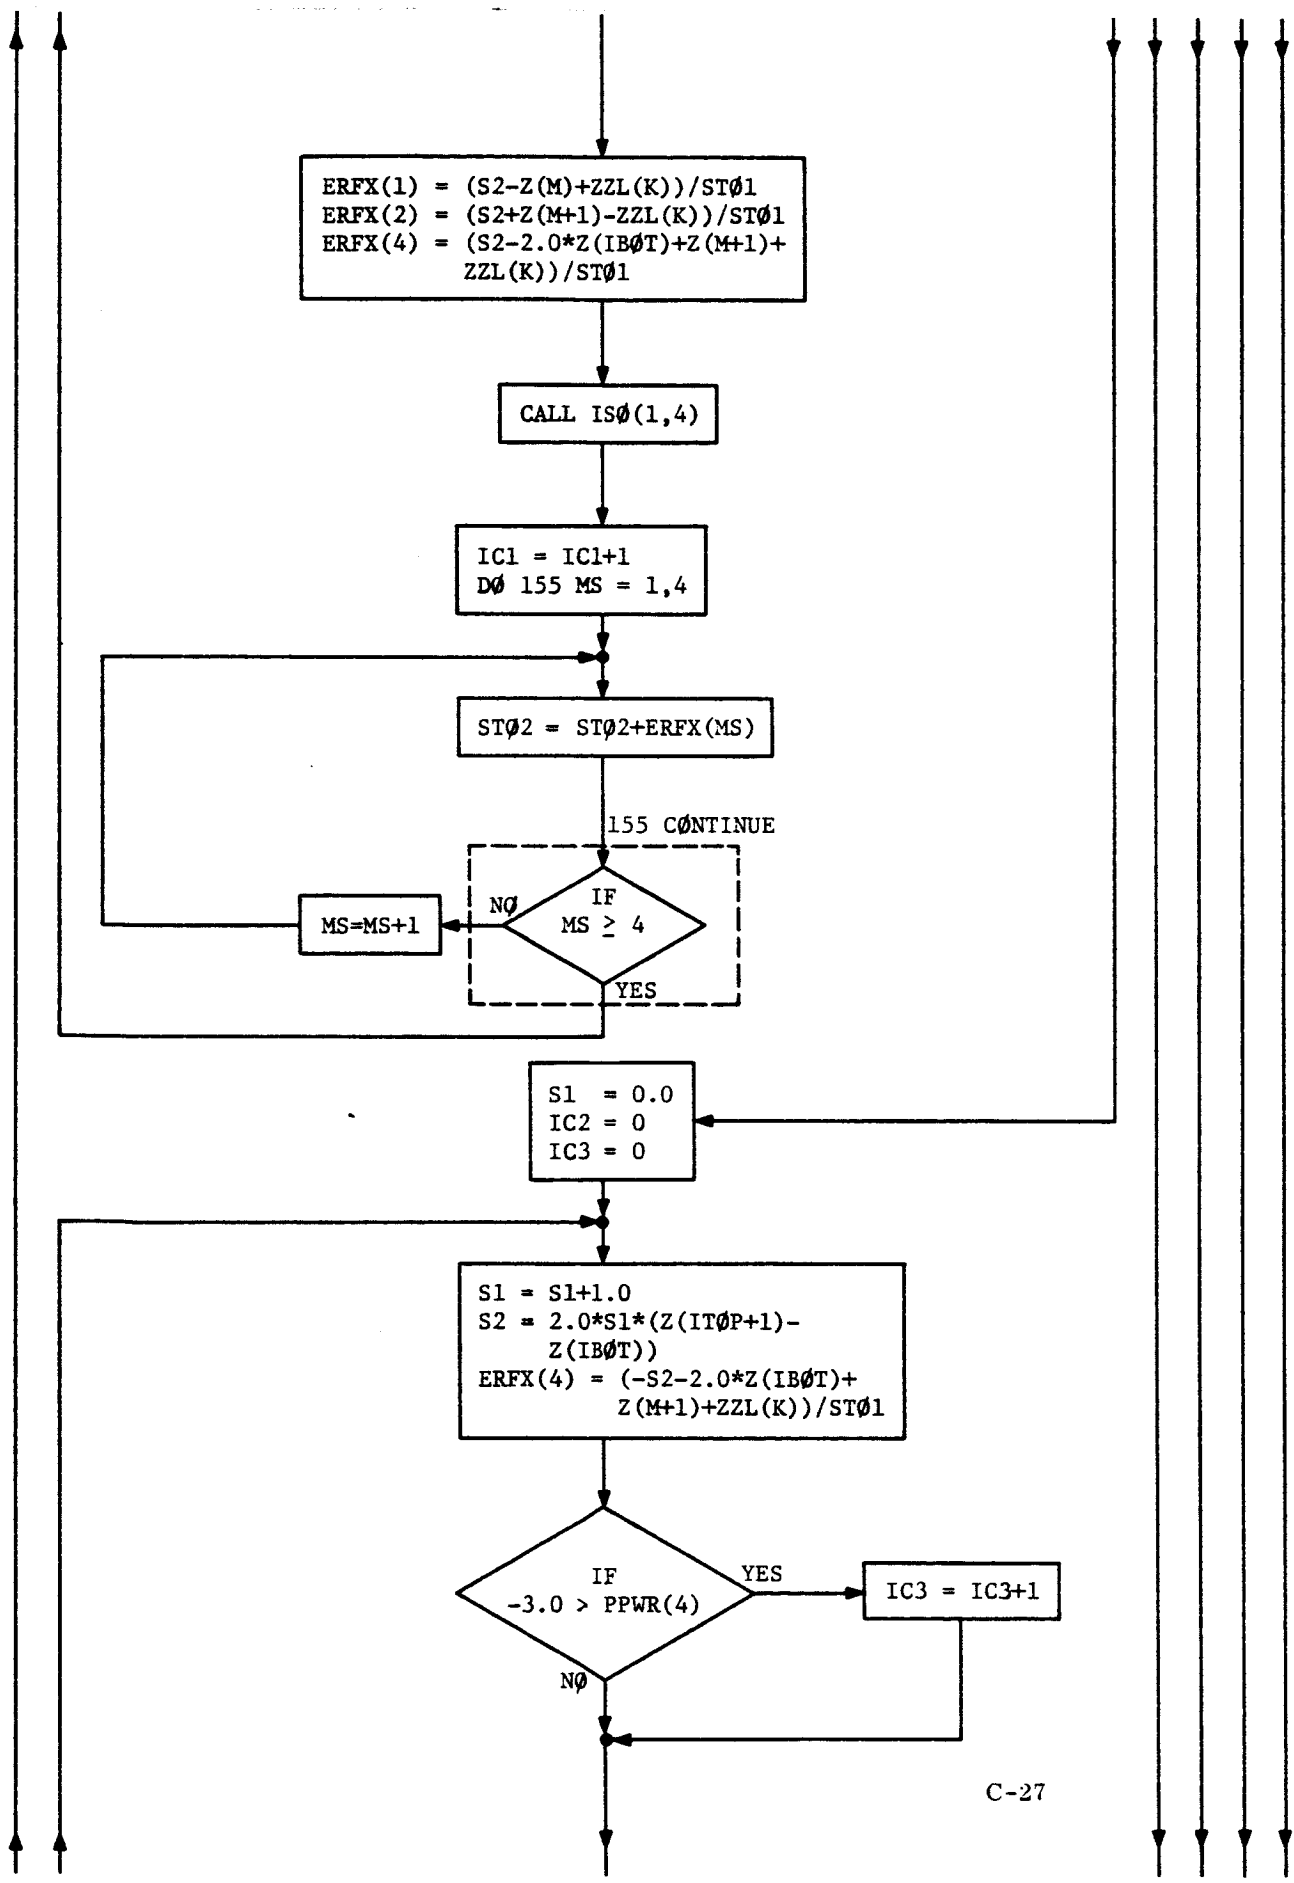 ERFX(1) = (S2-Z(M)+ZZL(K))/STØ1
ERFX(2) = (S2+Z(M+1)-ZZL(K))/STØ1
ERFX(4) = (S2-2.0*Z(IBØT)+Z(M+1)+
ZZL(K))/STØ1
CALL ISØ(1,4)
IC1 = IC1+1
DØ 155 MS = 1,4
STØ2 = STØ2+ERFX(MS)
155 CØNTINUE
IF
MS ≥ 4
NØ
MS=MS+1
YES
S1 = 0.0
IC2 = 0
IC3 = 0
S1 = S1+1.0
S2 = 2.0*S1*(Z(ITØP+1)-
Z(IBØT))
ERFX(4) = (-S2-2.0*Z(IBØT)+
Z(M+1)+ZZL(K))/STØ1
IF
-3.0 > PPWR(4)
YES
IC3 = IC3+1
NØ
C-27